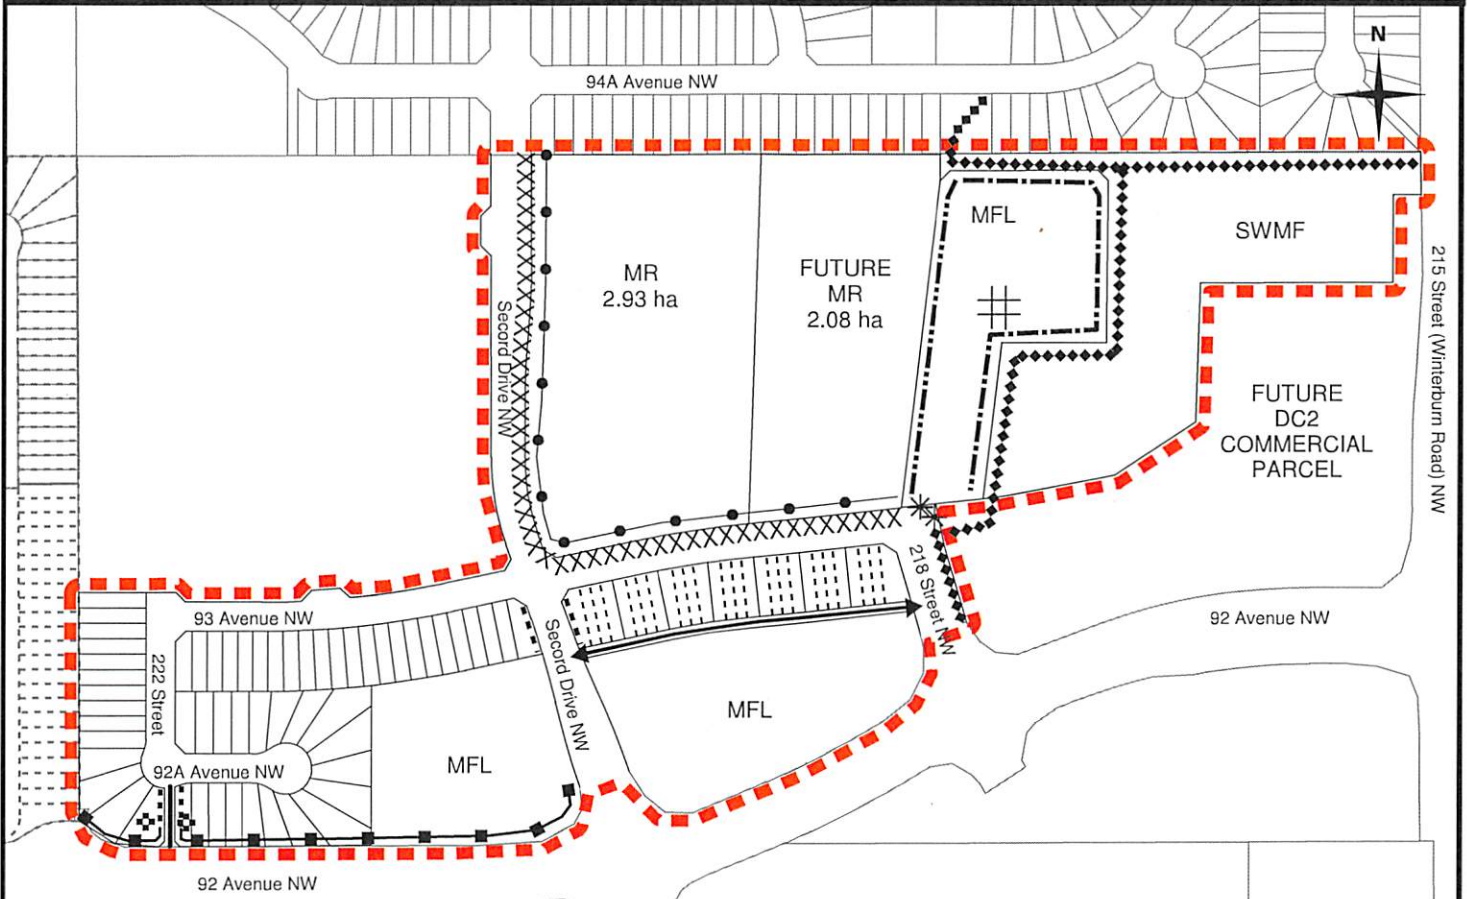 N
94A Avenue NW
MFL
SWMF
MR
2.93 ha
FUTURE
MR
2.08 ha
Second Drive NW
215 Street (Winterburn Road) NW
FUTURE
DC2
COMMERCIAL
PARCEL
218 Street NW
93 Avenue NW
92 Avenue NW
222 Street
Second Drive NW
MFL
MFL
92A Avenue NW
92 Avenue NW